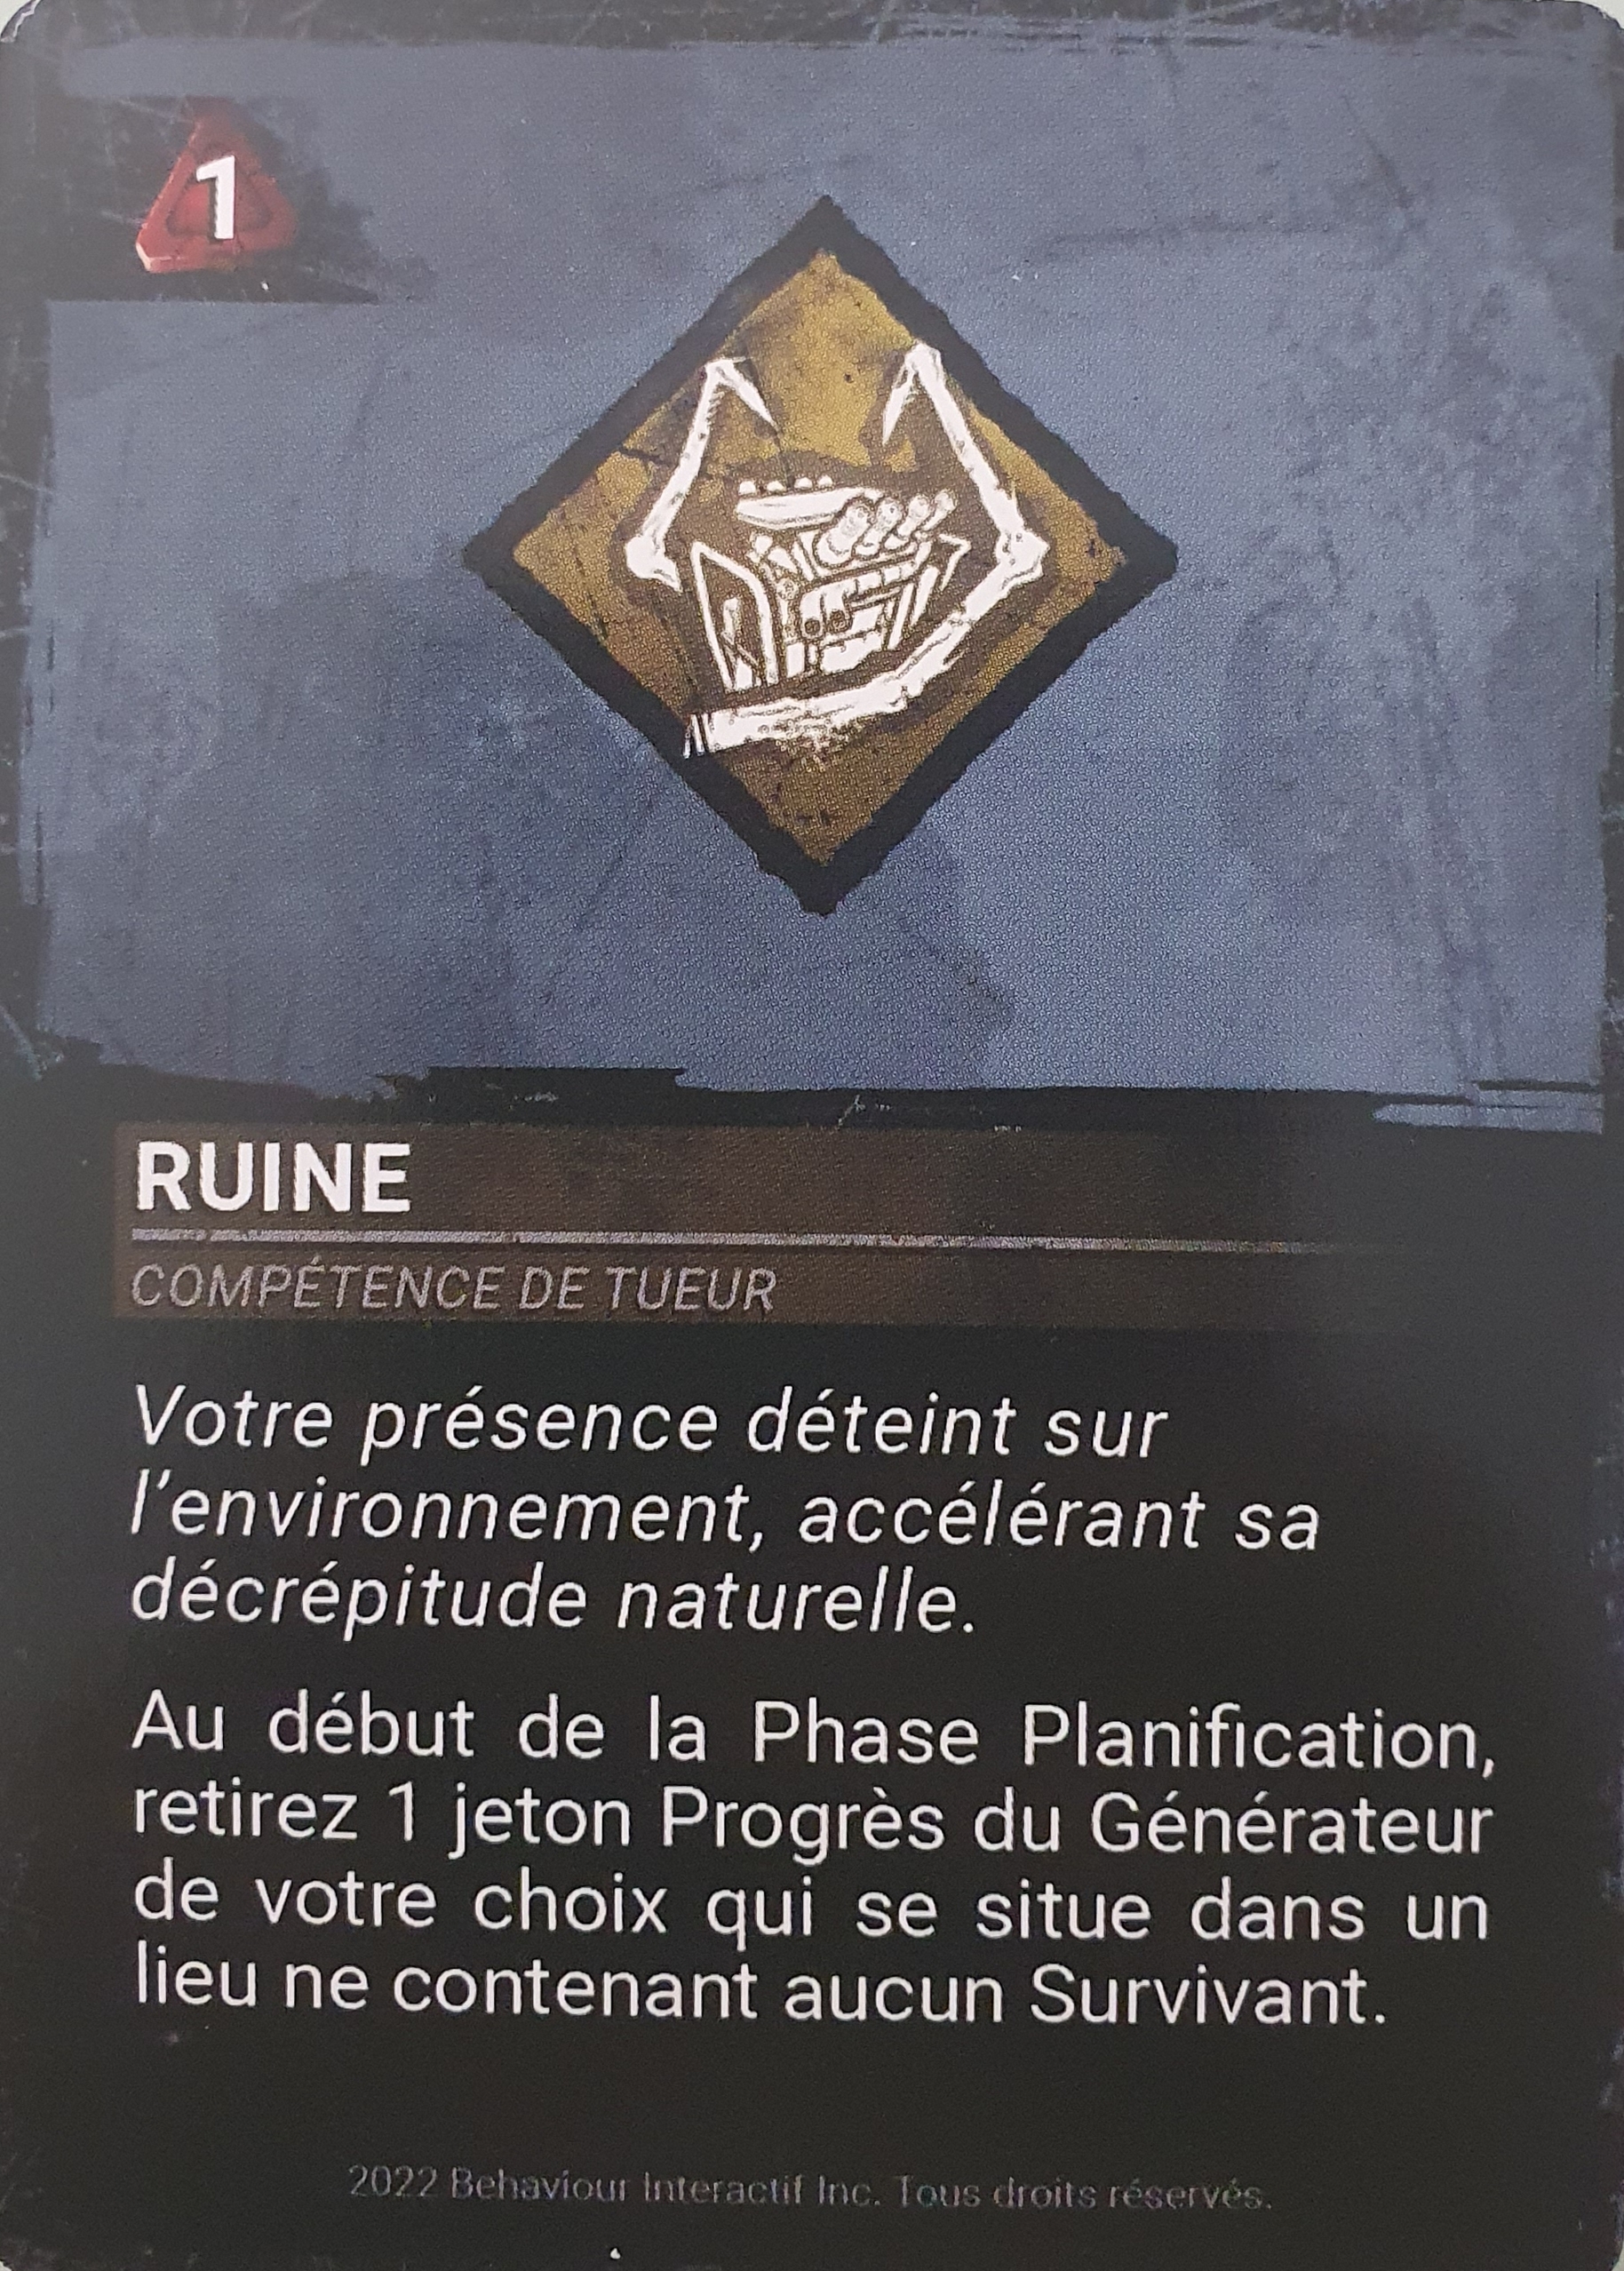 1
RUINE
COMPÉTENCE DE TUEUR
Votre présence déteint sur
l'environnement, accélérant sa
décrépitude naturelle.
Au début de la Phase Planification,
retirez 1 jeton Progrès du Générateur
de votre choix qui se situe dans un
lieu ne contenant aucun Survivant.
2022 Behaviour Interactif Inc. Tous droits réservés.